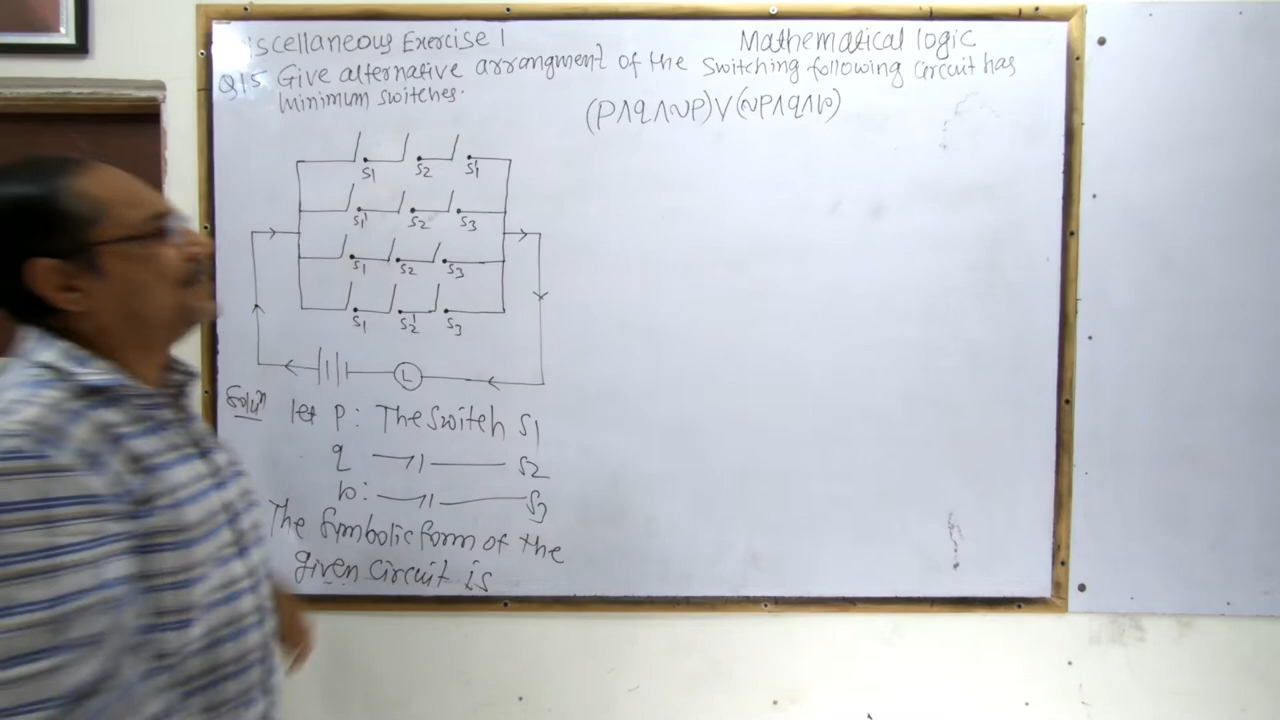 iscellaneous Exercise 1
Mathematical logic
Q15 Give alternative arrangment of the switching following circuit has
minimum switches.
(P∧q∧∼P)∨(∼P∧q∧r)
S1 S2 S1'
S1' S2 S3
S1 S2 S3
S1 S2' S3
L
Soluⁿ let P: The switch S1
q —〃— S2
r: —〃— S3
The symbolic form of the
given circuit is